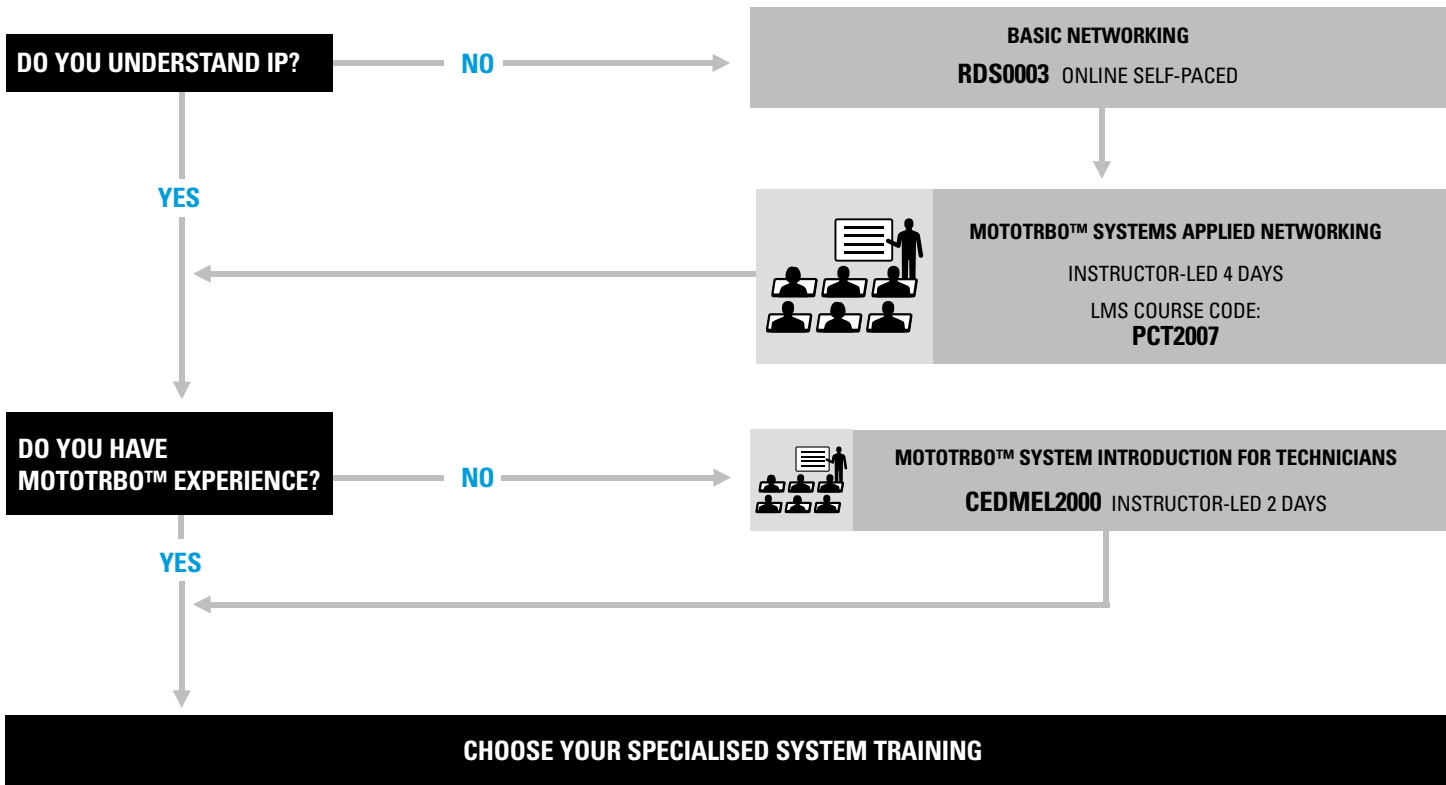 DO YOU UNDERSTAND IP?
NO
BASIC NETWORKING
RDS0003 ONLINE SELF-PACED
YES
MOTOTRBO™ SYSTEMS APPLIED NETWORKING
INSTRUCTOR-LED 4 DAYS
LMS COURSE CODE:
PCT2007
DO YOU HAVE
MOTOTRBO™ EXPERIENCE?
NO
MOTOTRBO™ SYSTEM INTRODUCTION FOR TECHNICIANS
CEDMEL2000 INSTRUCTOR-LED 2 DAYS
YES
CHOOSE YOUR SPECIALISED SYSTEM TRAINING